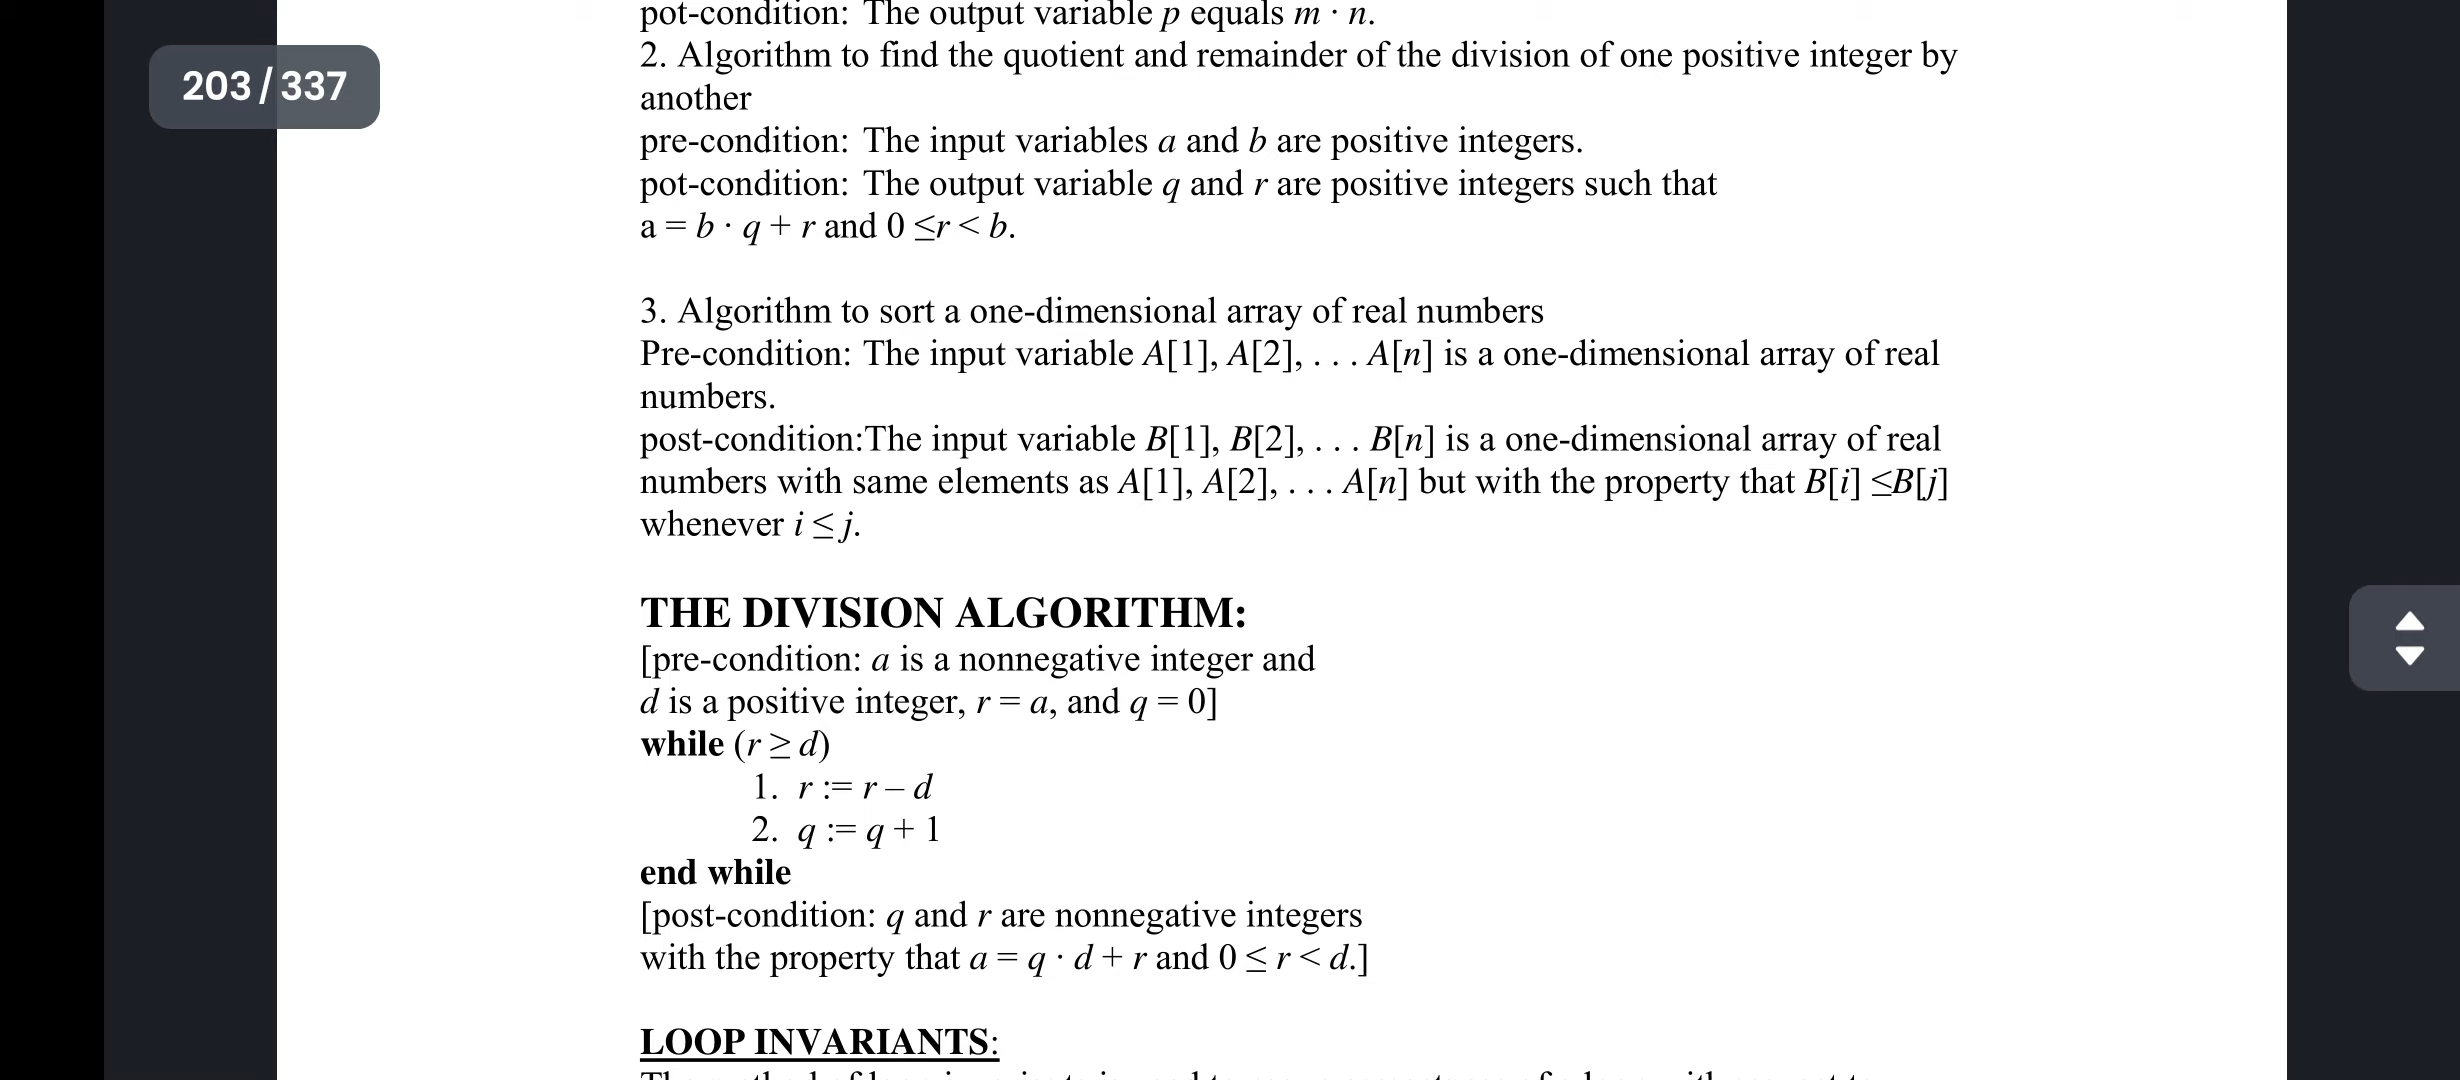 pot-condition: The output variable p equals m · n.
203/337
2. Algorithm to find the quotient and remainder of the division of one positive integer by
another
pre-condition: The input variables a and b are positive integers.
pot-condition: The output variable q and r are positive integers such that
a = b · q + r and 0 ≤r < b.
3. Algorithm to sort a one-dimensional array of real numbers
Pre-condition: The input variable A[1], A[2], . . . A[n] is a one-dimensional array of real
numbers.
post-condition:The input variable B[1], B[2], . . . B[n] is a one-dimensional array of real
numbers with same elements as A[1], A[2], . . . A[n] but with the property that B[i] ≤B[j]
whenever i ≤ j.
THE DIVISION ALGORITHM:
[pre-condition: a is a nonnegative integer and
d is a positive integer, r = a, and q = 0]
while (r ≥ d)
1. r := r – d
2. q := q + 1
end while
[post-condition: q and r are nonnegative integers
with the property that a = q · d + r and 0 ≤ r < d.]
LOOP INVARIANTS: